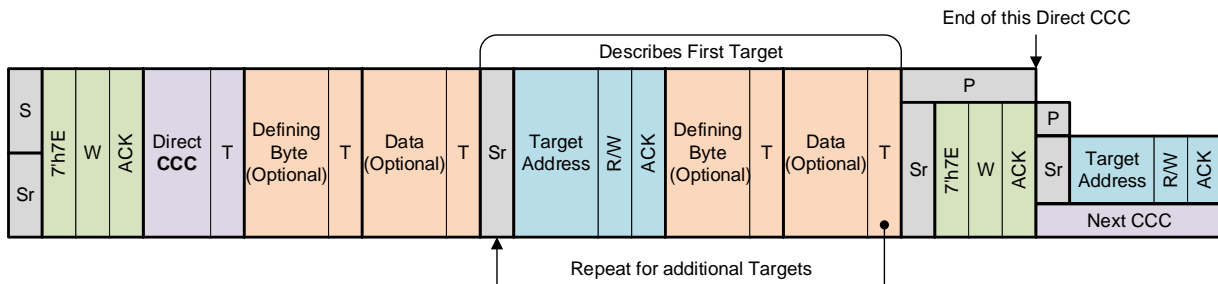 End of this Direct CCC
Describes First Target
S
Sr
7'h7E
W
ACK
Direct
CCC
T
Defining
Byte
(Optional)
T
Data
(Optional)
T
Sr
Target
Address
R/W
ACK
Defining
Byte
(Optional)
T
Data
(Optional)
T
P
Sr
7'h7E
W
ACK
P
Sr
Target
Address
R/W
ACK
Next CCC
Repeat for additional Targets